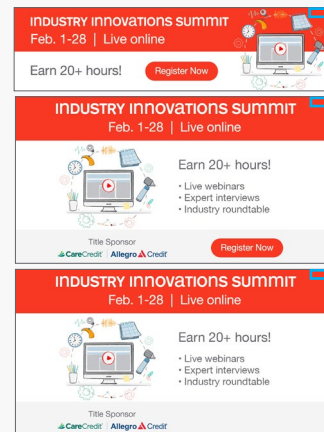 INDUSTRY INNOVATIONS SUMMIT
Feb. 1-28 | Live online
Earn 20+ hours!
Register Now
INDUSTRY INNOVATIONS SUMMIT
Feb. 1-28 | Live online
Earn 20+ hours!
• Live webinars
• Expert interviews
• Industry roundtable
Title Sponsor
CareCredit Allegro Credit
Register Now
INDUSTRY INNOVATIONS SUMMIT
Feb. 1-28 | Live online
Earn 20+ hours!
• Live webinars
• Expert interviews
• Industry roundtable
Title Sponsor
CareCredit Allegro Credit